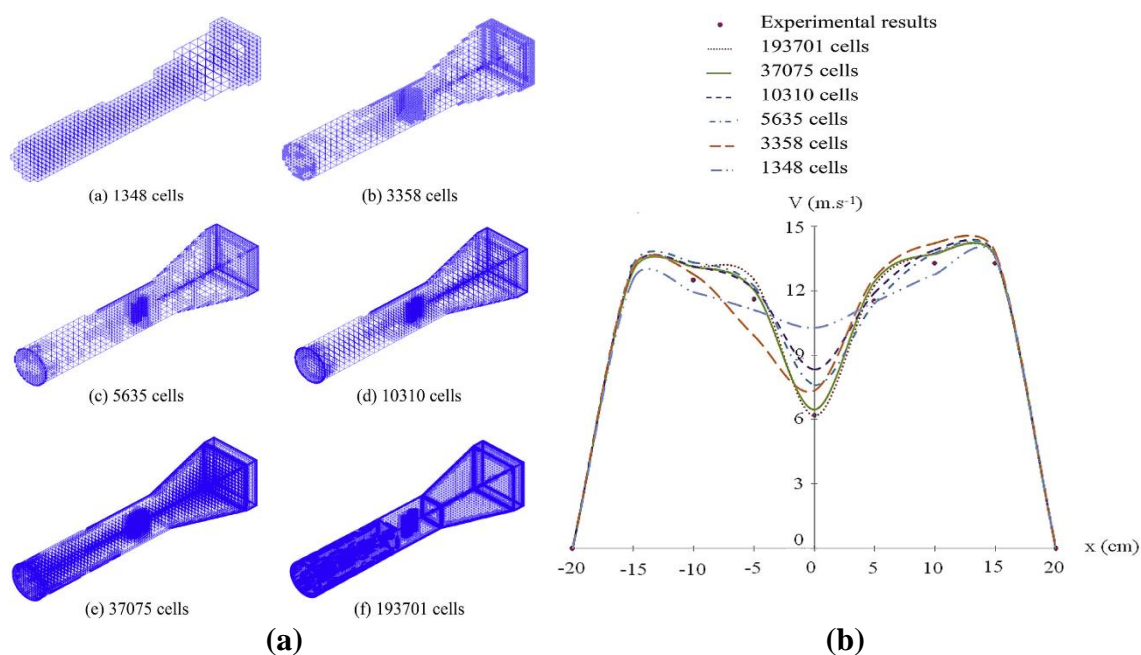 (a) 1348 cells
(b) 3358 cells
(c) 5635 cells
(d) 10310 cells
(e) 37075 cells
(f) 193701 cells
(a)
Experimental results
193701 cells
37075 cells
10310 cells
5635 cells
3358 cells
1348 cells
V (m.s⁻¹)
15
12
9
6
3
0
x (cm)
-20 -15 -10 -5 0 5 10 15 20
(b)